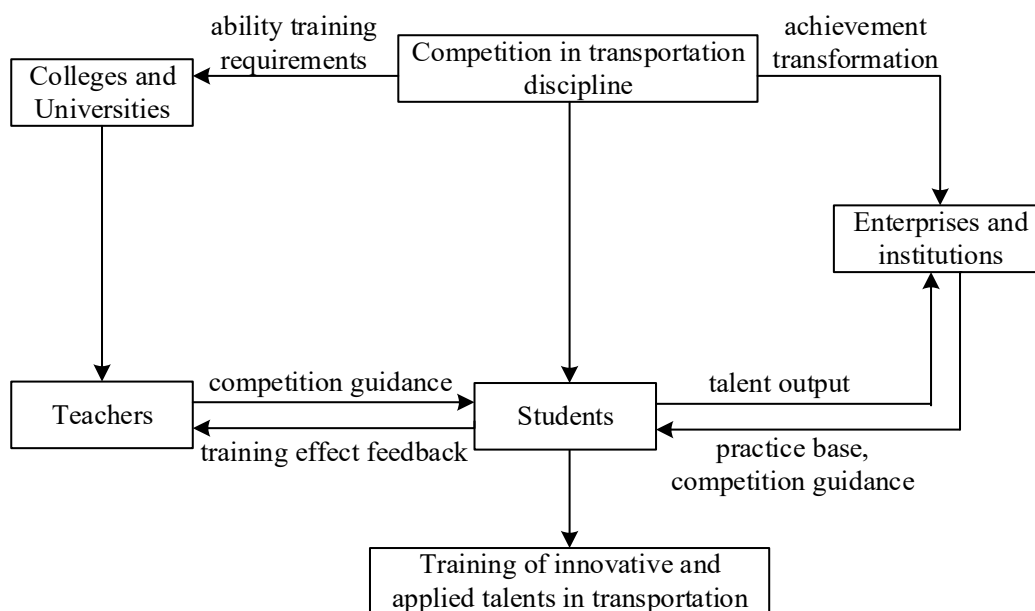 ability training
requirements
Competition in transportation
discipline
achievement
transformation
Colleges and
Universities
Enterprises and
institutions
Teachers
competition guidance
training effect feedback
Students
talent output
practice base,
competition guidance
Training of innovative and
applied talents in transportation